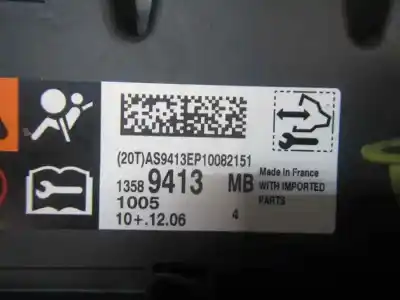 (20T)AS9413EP10082151
1358 9413 MB
1005
10+.12.06 4
Made in France
WITH IMPORTED
PARTS